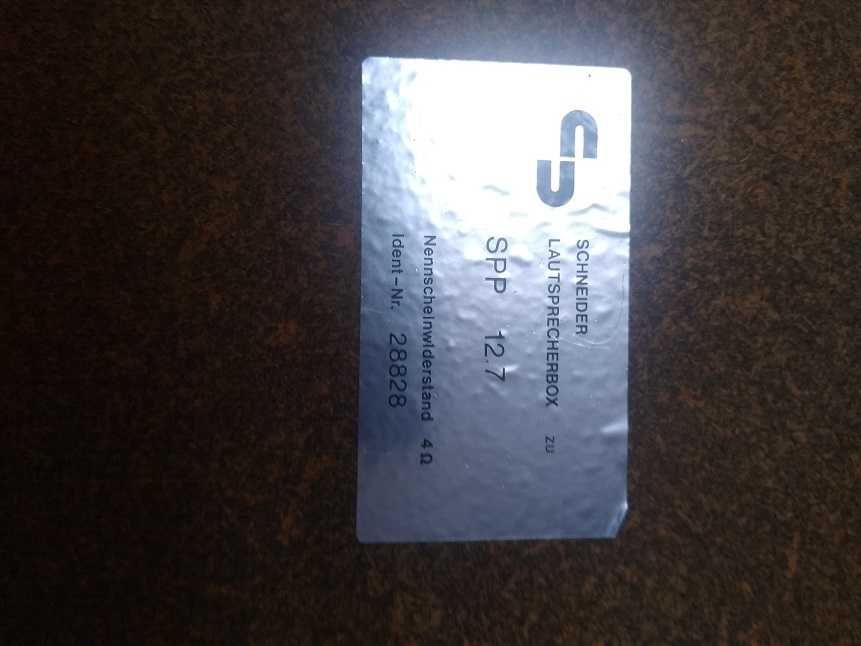 SCHNEIDER
LAUTSPRECHERBOX zu
SPP 12.7
Nennscheinwiderstand 4 Ω
Ident-Nr. 28828